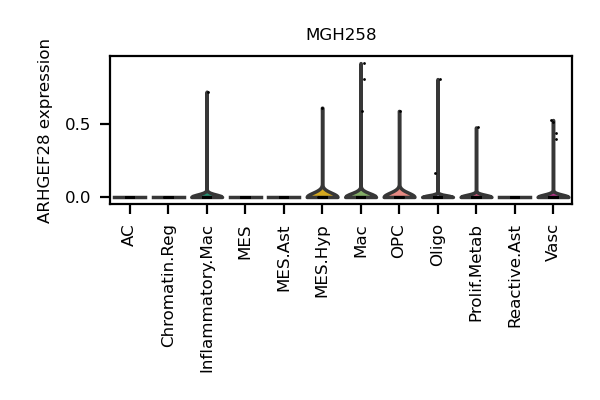 MGH258
ARHGEF28 expression
0.5
0.0
AC
Chromatin.Reg
Inflammatory.Mac
MES
MES.Ast
MES.Hyp
Mac
OPC
Oligo
Prolif.Metab
Reactive.Ast
Vasc